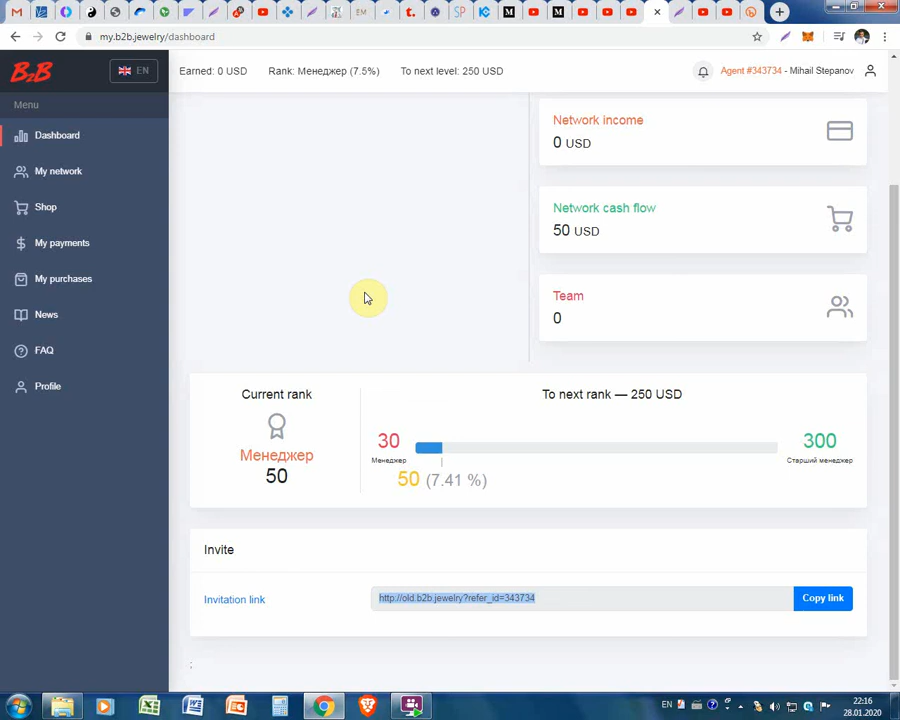 my.b2b.jewelry/dashboard
B2B
EN
Earned: 0 USD
Rank: Менеджер (7.5%)
To next level: 250 USD
Agent #343734 - Mihail Stepanov
Menu
Dashboard
My network
Shop
My payments
My purchases
News
FAQ
Profile
Network income
0 USD
Network cash flow
50 USD
Team
0
Current rank
Менеджер
50
To next rank — 250 USD
30
Менеджер
300
Старший менеджер
50 (7.41 %)
Invite
Invitation link
http://old.b2b.jewelry?refer_id=343734
Copy link
;
EN
22:16
28.01.2020